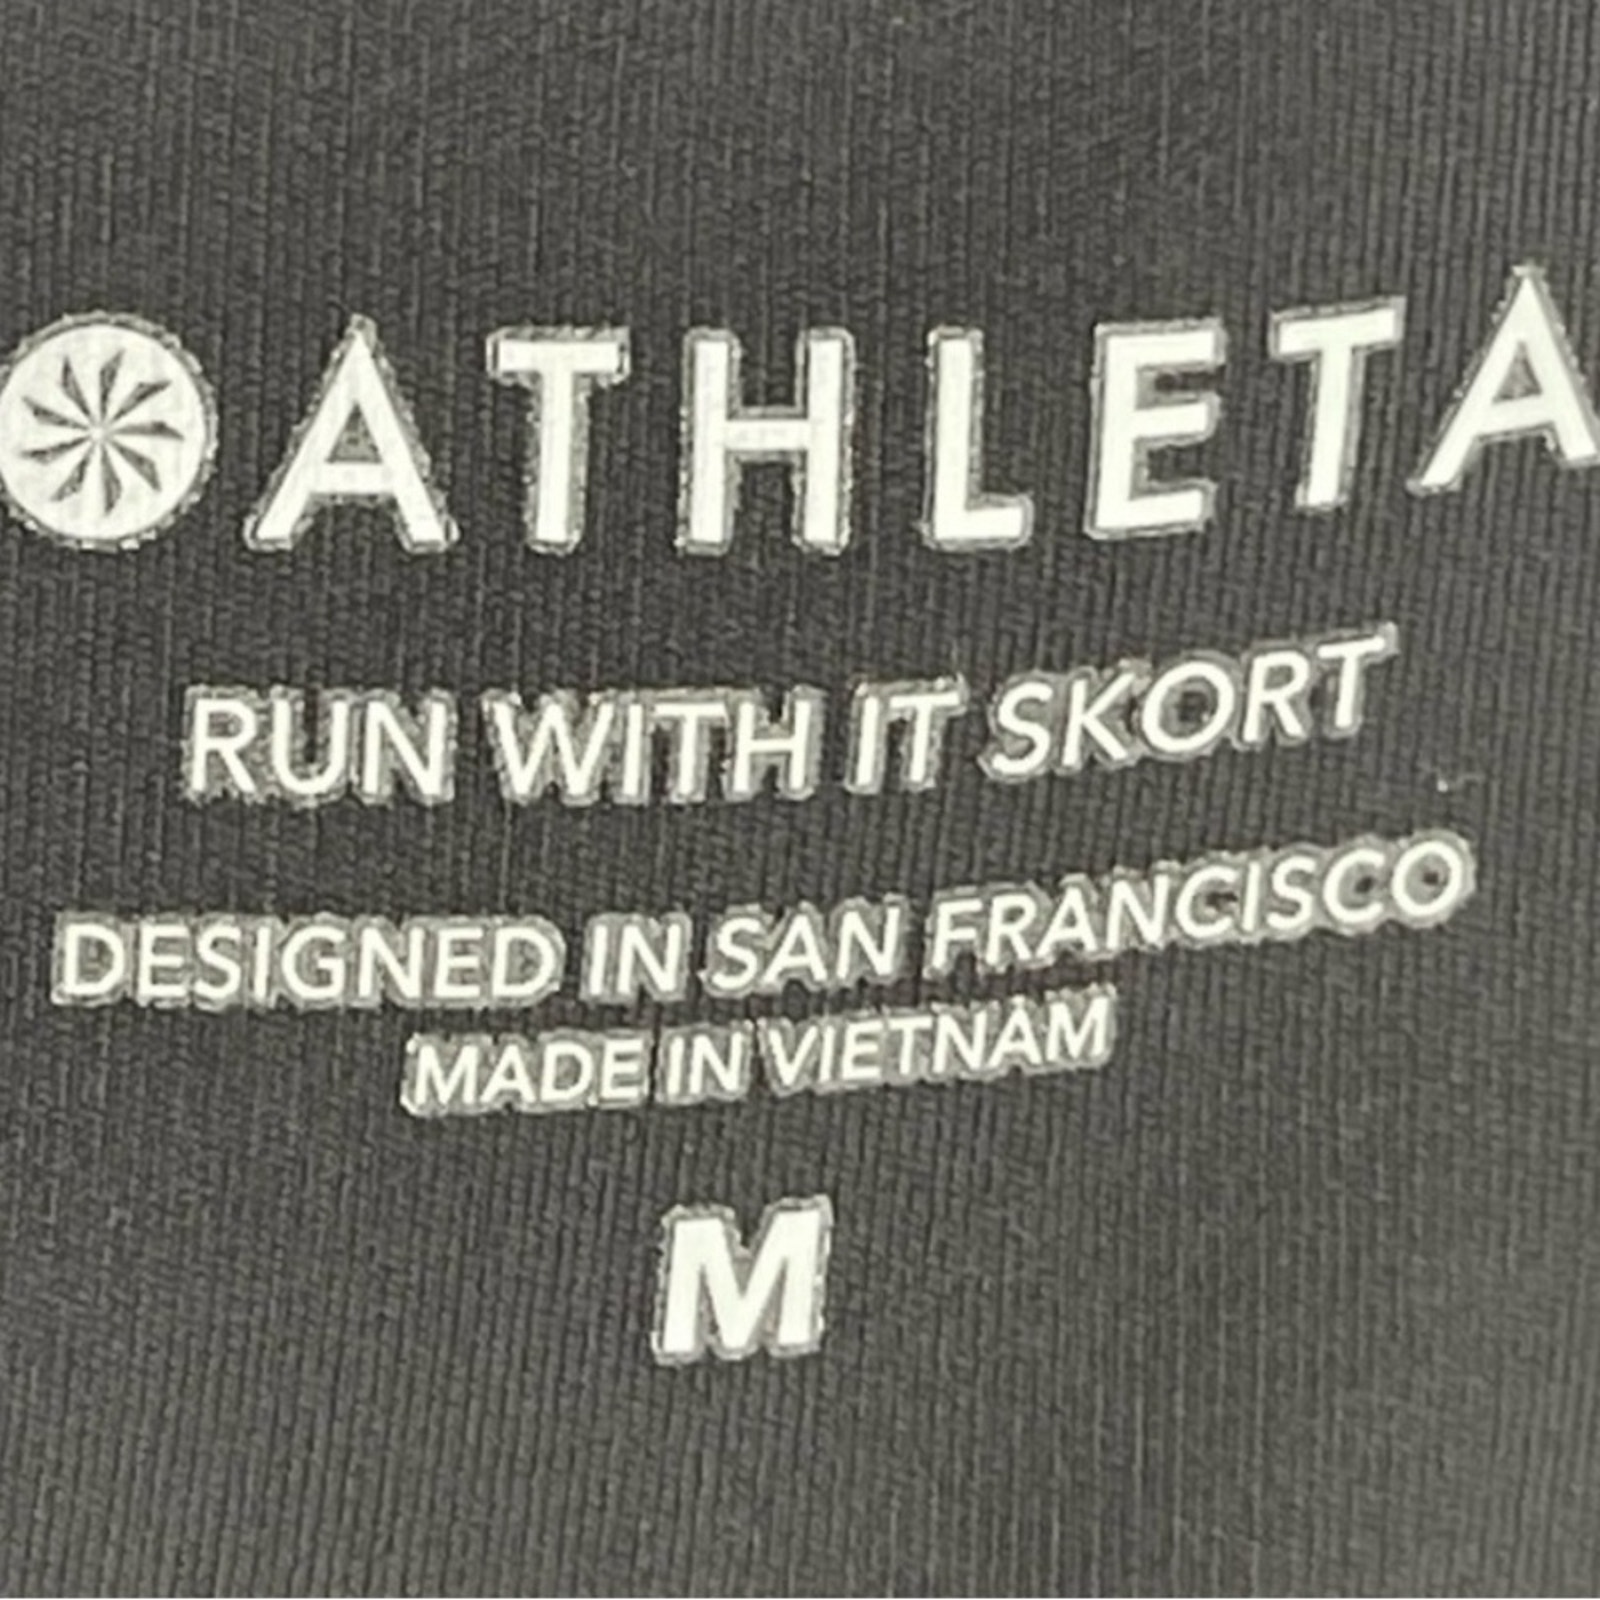 ATHLETA
RUN WITH IT SKORT
DESIGNED IN SAN FRANCISCO
MADE IN VIETNAM
M